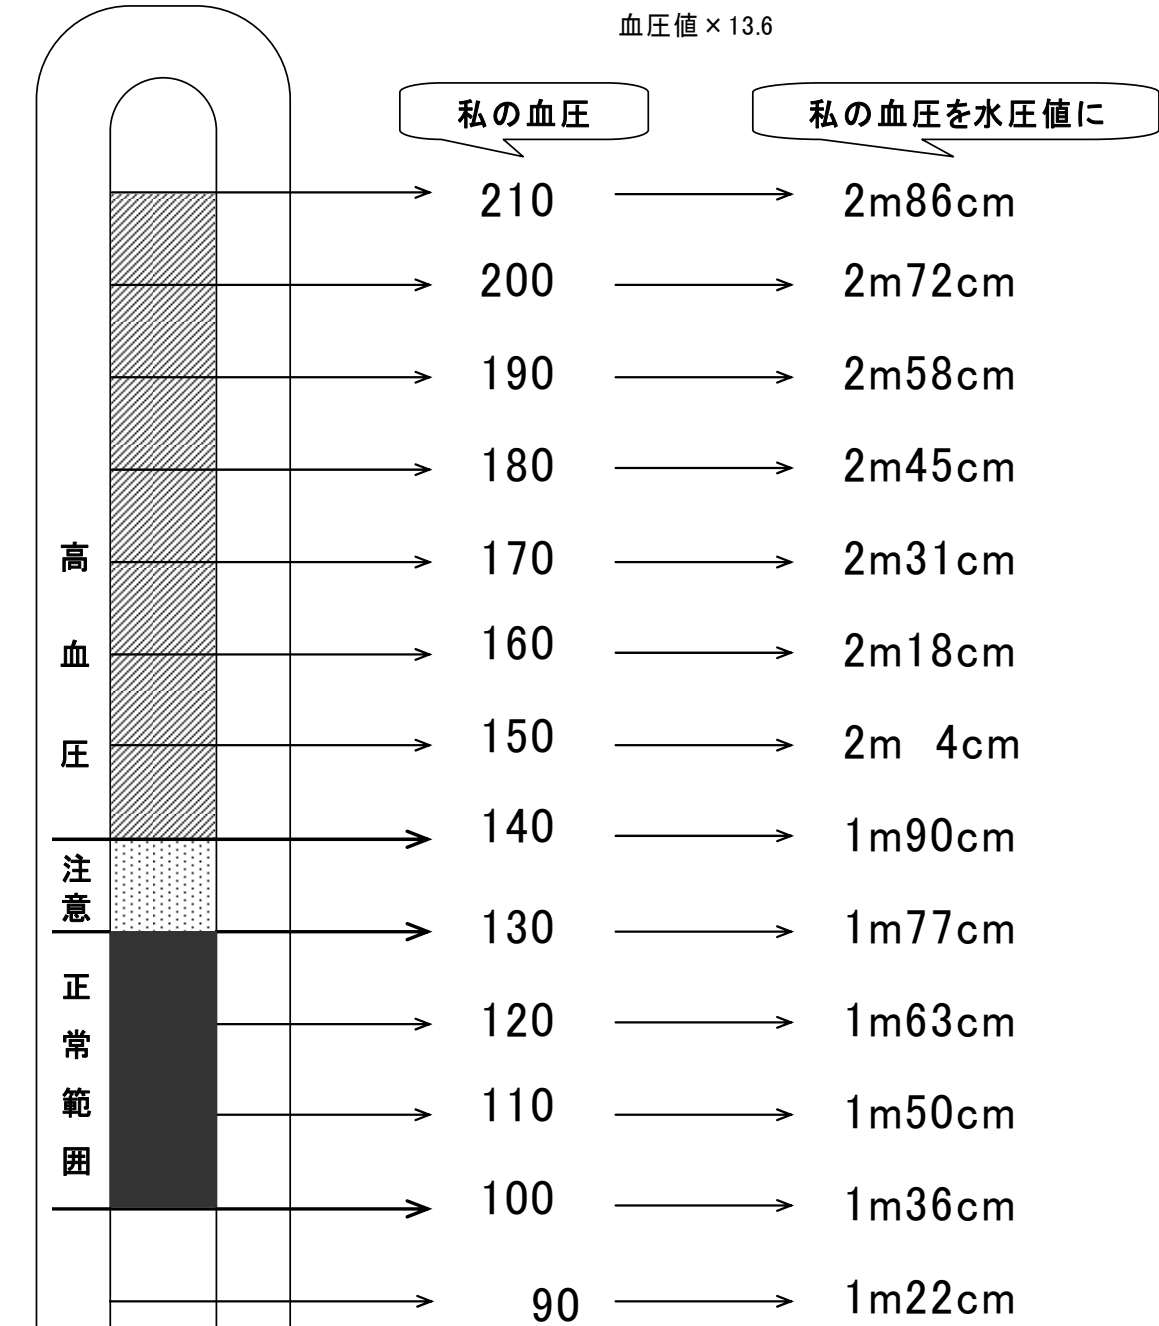 血圧値×13.6
私の血圧 私の血圧を水圧値に
210 2m86cm
200 2m72cm
190 2m58cm
180 2m45cm
170 2m31cm
160 2m18cm
150 2m 4cm
140 1m90cm
130 1m77cm
120 1m63cm
110 1m50cm
100 1m36cm
90 1m22cm
高血圧
注意
正常範囲